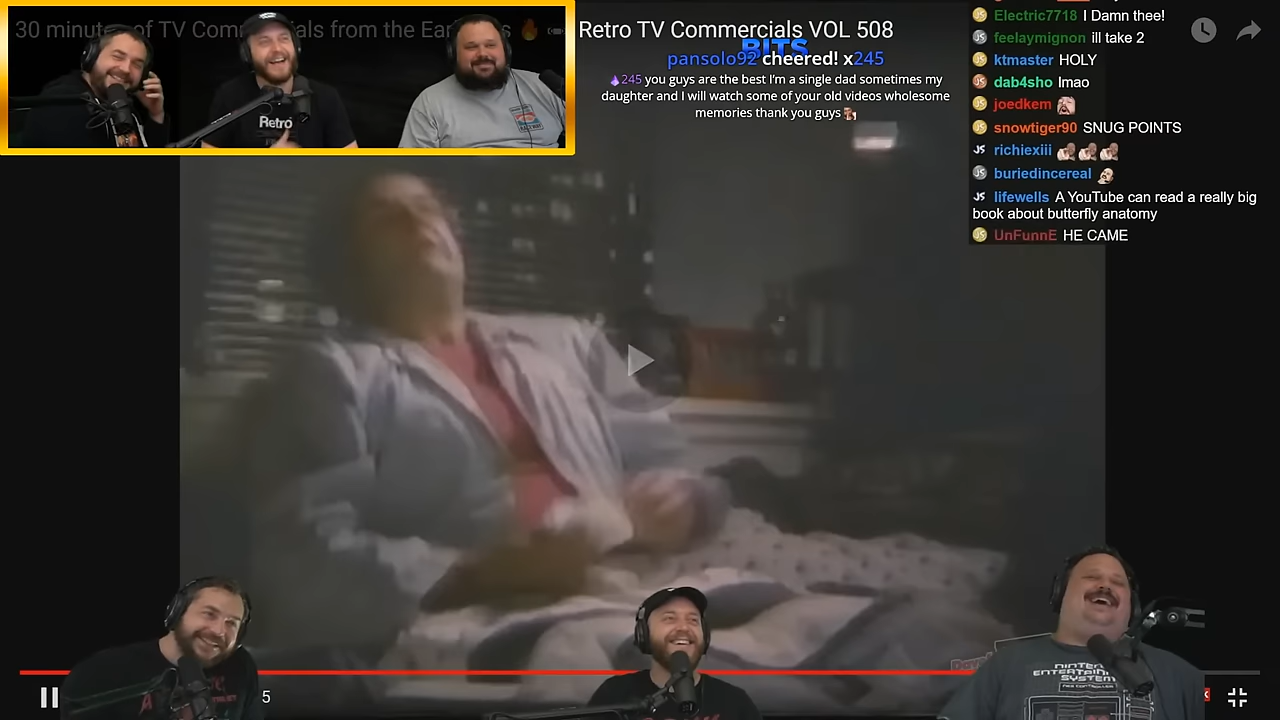 30 minutes of TV Commercials from the Ear
Retro TV Commercials VOL 508
BITS
pansolo92 cheered! x245
245 you guys are the best I'm a single dad sometimes my
daughter and I will watch some of your old videos wholesome
memories thank you guys
Retro
Electric7718 I Damn thee!
feelaymignon ill take 2
ktmaster HOLY
dab4sho lmao
joedkem
snowtiger90 SNUG POINTS
richiexiii
buriedincereal
lifewells A YouTube can read a really big
book about butterfly anatomy
UnFunnE HE CAME
5
NINTEN
ENTERTAINM
SYSTEM